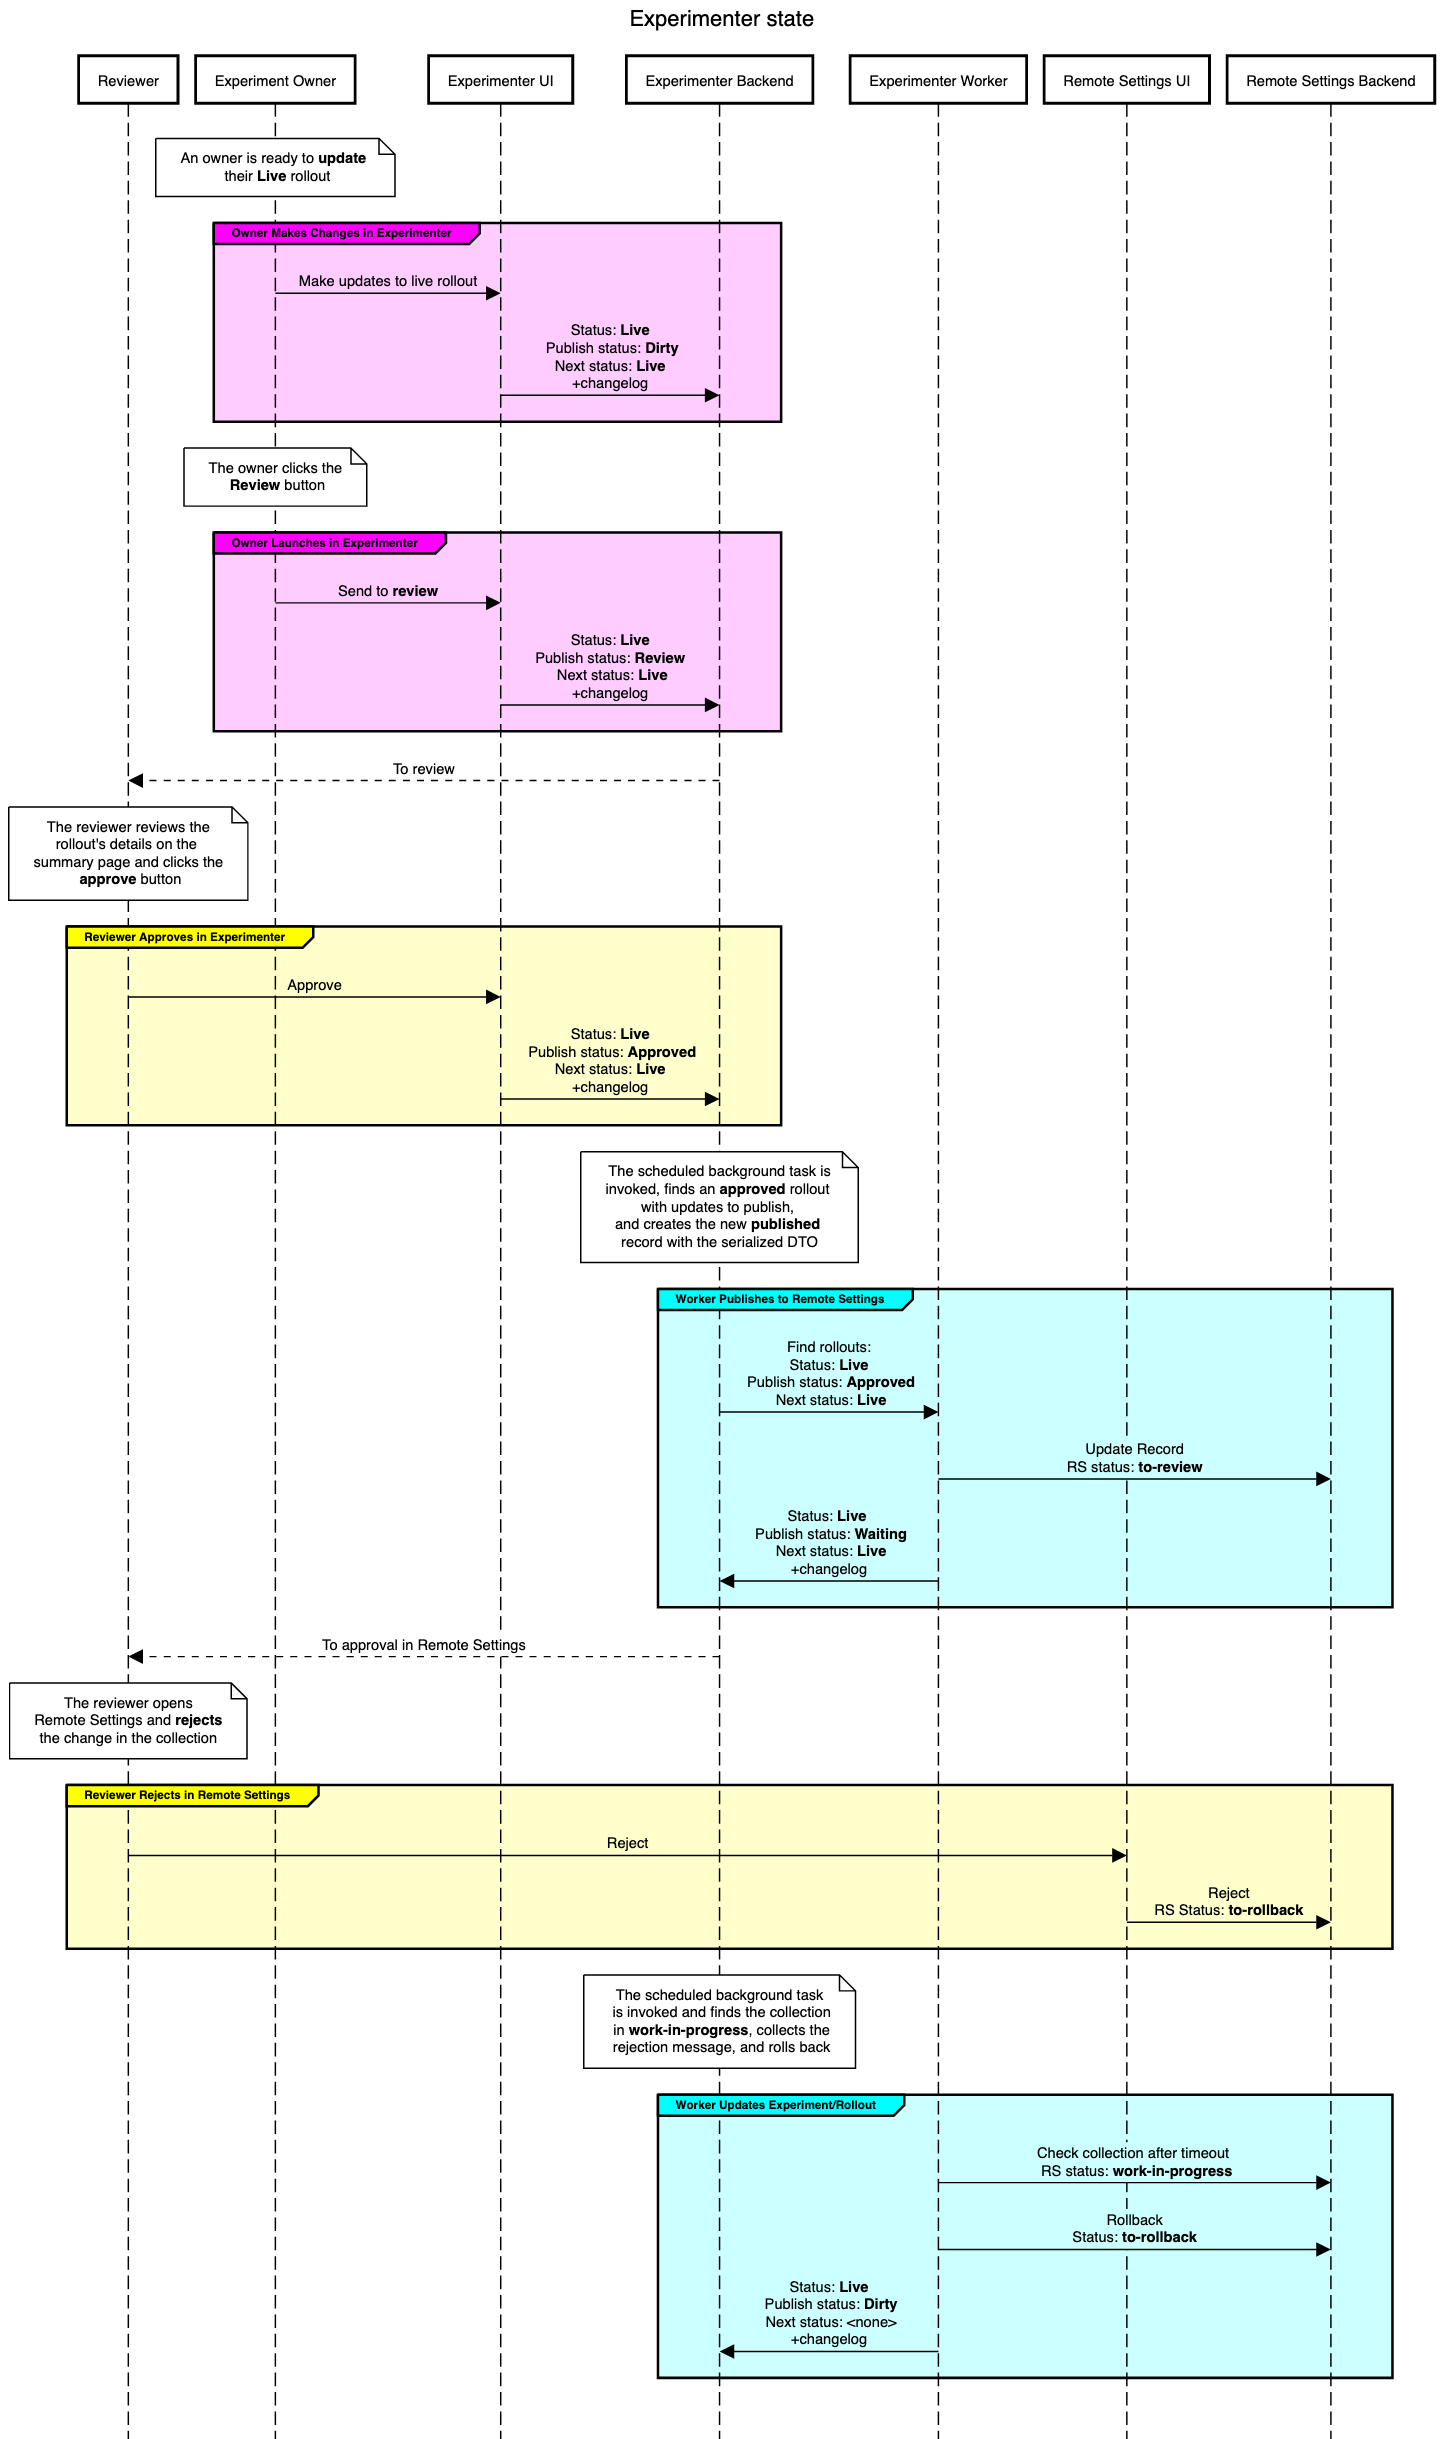 Experimenter state
Reviewer
Experiment Owner
Experimenter UI
Experimenter Backend
Experimenter Worker
Remote Settings UI
Remote Settings Backend
An owner is ready to update
their Live rollout
Owner Makes Changes in Experimenter
Make updates to live rollout
Status: Live
Publish status: Dirty
Next status: Live
+changelog
The owner clicks the
Review button
Owner Launches in Experimenter
Send to review
Status: Live
Publish status: Review
Next status: Live
+changelog
To review
The reviewer reviews the
rollout's details on the
summary page and clicks the
approve button
Reviewer Approves in Experimenter
Approve
Status: Live
Publish status: Approved
Next status: Live
+changelog
The scheduled background task is
invoked, finds an approved rollout
with updates to publish,
and creates the new published
record with the serialized DTO
Worker Publishes to Remote Settings
Find rollouts:
Status: Live
Publish status: Approved
Next status: Live
Update Record
RS status: to-review
Status: Live
Publish status: Waiting
Next status: Live
+changelog
To approval in Remote Settings
The reviewer opens
Remote Settings and rejects
the change in the collection
Reviewer Rejects in Remote Settings
Reject
Reject
RS Status: to-rollback
The scheduled background task
is invoked and finds the collection
in work-in-progress, collects the
rejection message, and rolls back
Worker Updates Experiment/Rollout
Check collection after timeout
RS status: work-in-progress
Rollback
Status: to-rollback
Status: Live
Publish status: Dirty
Next status: <none>
+changelog